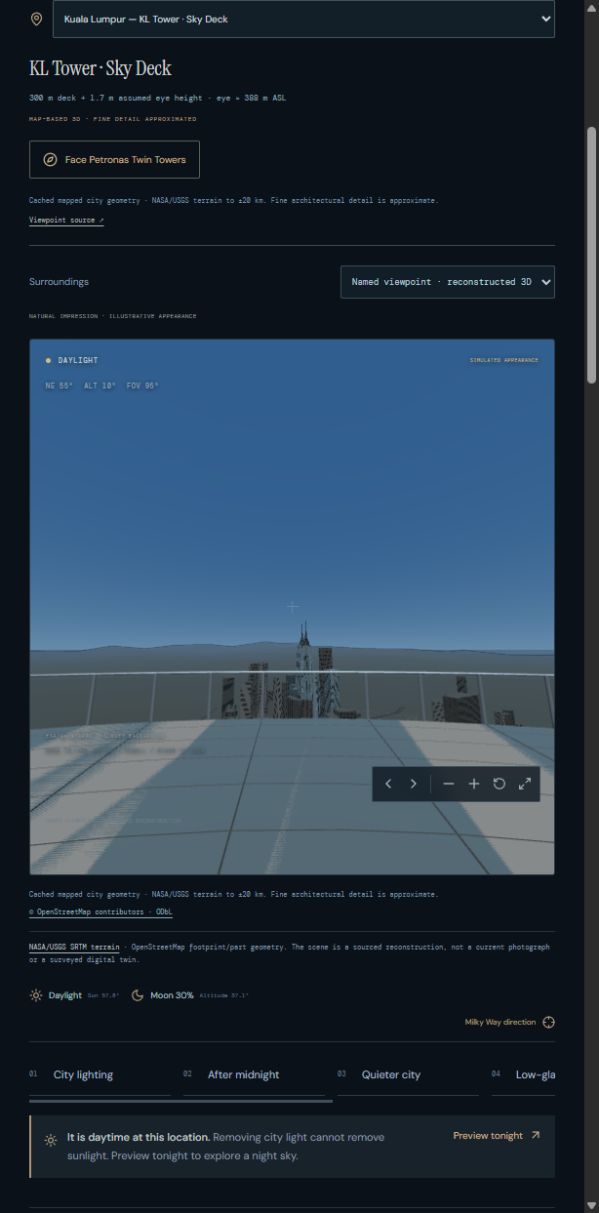 Kuala Lumpur — KL Tower · Sky Deck
KL Tower · Sky Deck
300 m deck + 1.7 m assumed eye height · eye ≈ 388 m ASL
MAP-BASED 3D · FINE DETAIL APPROXIMATED
Face Petronas Twin Towers
Cached mapped city geometry · NASA/USGS terrain to ±20 km. Fine architectural detail is approximate.
Viewpoint source ↗
Surroundings
Named viewpoint · reconstructed 3D
NATURAL IMPRESSION · ILLUSTRATIVE APPEARANCE
DAYLIGHT
SIMULATED APPEARANCE
NE 55° ALT 10° FOV 96°
Cached mapped city geometry · NASA/USGS terrain to ±20 km. Fine architectural detail is approximate.
© OpenStreetMap contributors · ODbL
NASA/USGS SRTM terrain · OpenStreetMap footprint/part geometry. The scene is a sourced reconstruction, not a current photograph
or a surveyed digital twin.
Daylight Sun 57.8° Moon 30% Altitude 37.1°
Milky Way direction
01 City lighting 02 After midnight 03 Quieter city 04 Low-gla
It is daytime at this location. Removing city light cannot remove
sunlight. Preview tonight to explore a night sky.
Preview tonight ↗